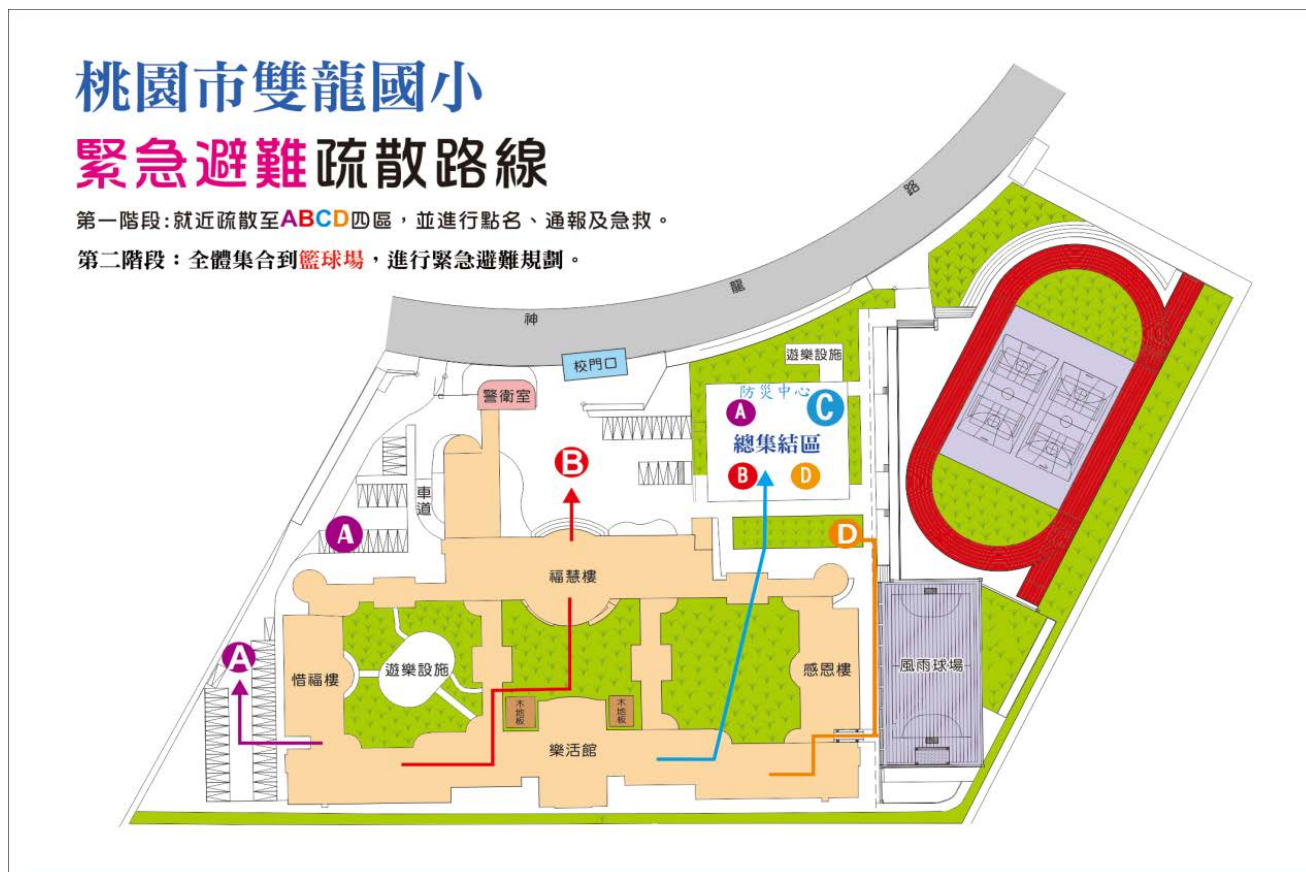 桃園市雙龍國小
緊急避難疏散路線
第一階段:就近疏散至ABCD四區，並進行點名、通報及急救。
第二階段：全體集合到籃球場，進行緊急避難規劃。
路
龍
神
校門口
警衛室
遊樂設施
防災中心
A
C
總集結區
B
D
B
車道
A
D
福慧樓
A
惜福樓
遊樂設施
感恩樓
風雨球場
木地板
木地板
樂活館